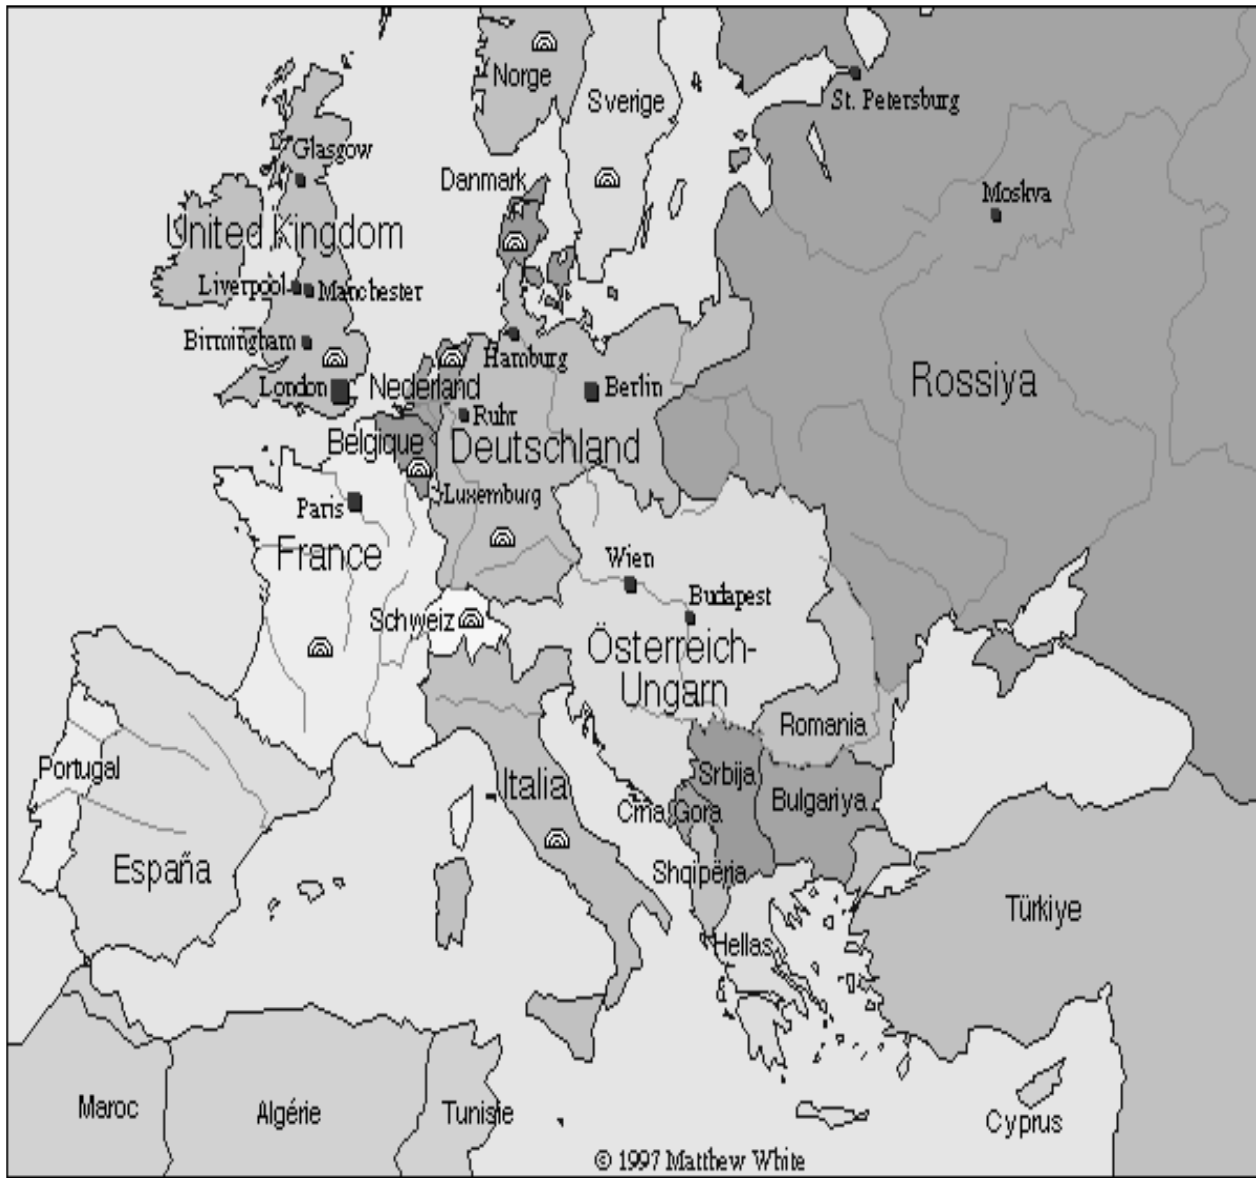 Norge
Sverige
St. Petersburg
Glasgow
Danmark
Moskva
United Kingdom
Liverpool
Manchester
Birmingham
Hamburg
London
Nederland
Berlin
Rossiya
Ruhr
Belgique
Deutschland
Luxemburg
Paris
France
Wien
Budapest
Schweiz
Österreich-
Ungarn
Romania
Portugal
Srbija
Italia
Bulgariya
Crna Gora
España
Shqipëria
Türkiye
Hellas
Maroc
Algérie
Tunisie
Cyprus
© 1997 Matthew White